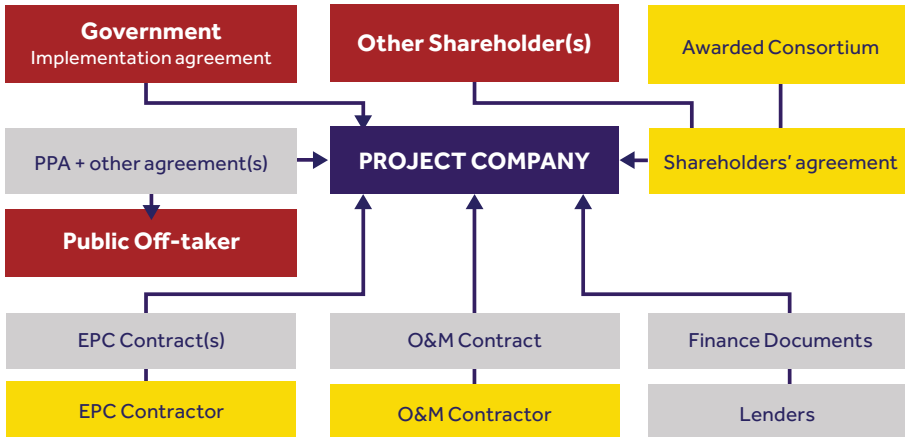 Government
Implementation agreement
Other Shareholder(s)
Awarded Consortium
PPA + other agreement(s)
PROJECT COMPANY
Shareholders’ agreement
Public Off-taker
EPC Contract(s)
O&M Contract
Finance Documents
EPC Contractor
O&M Contractor
Lenders